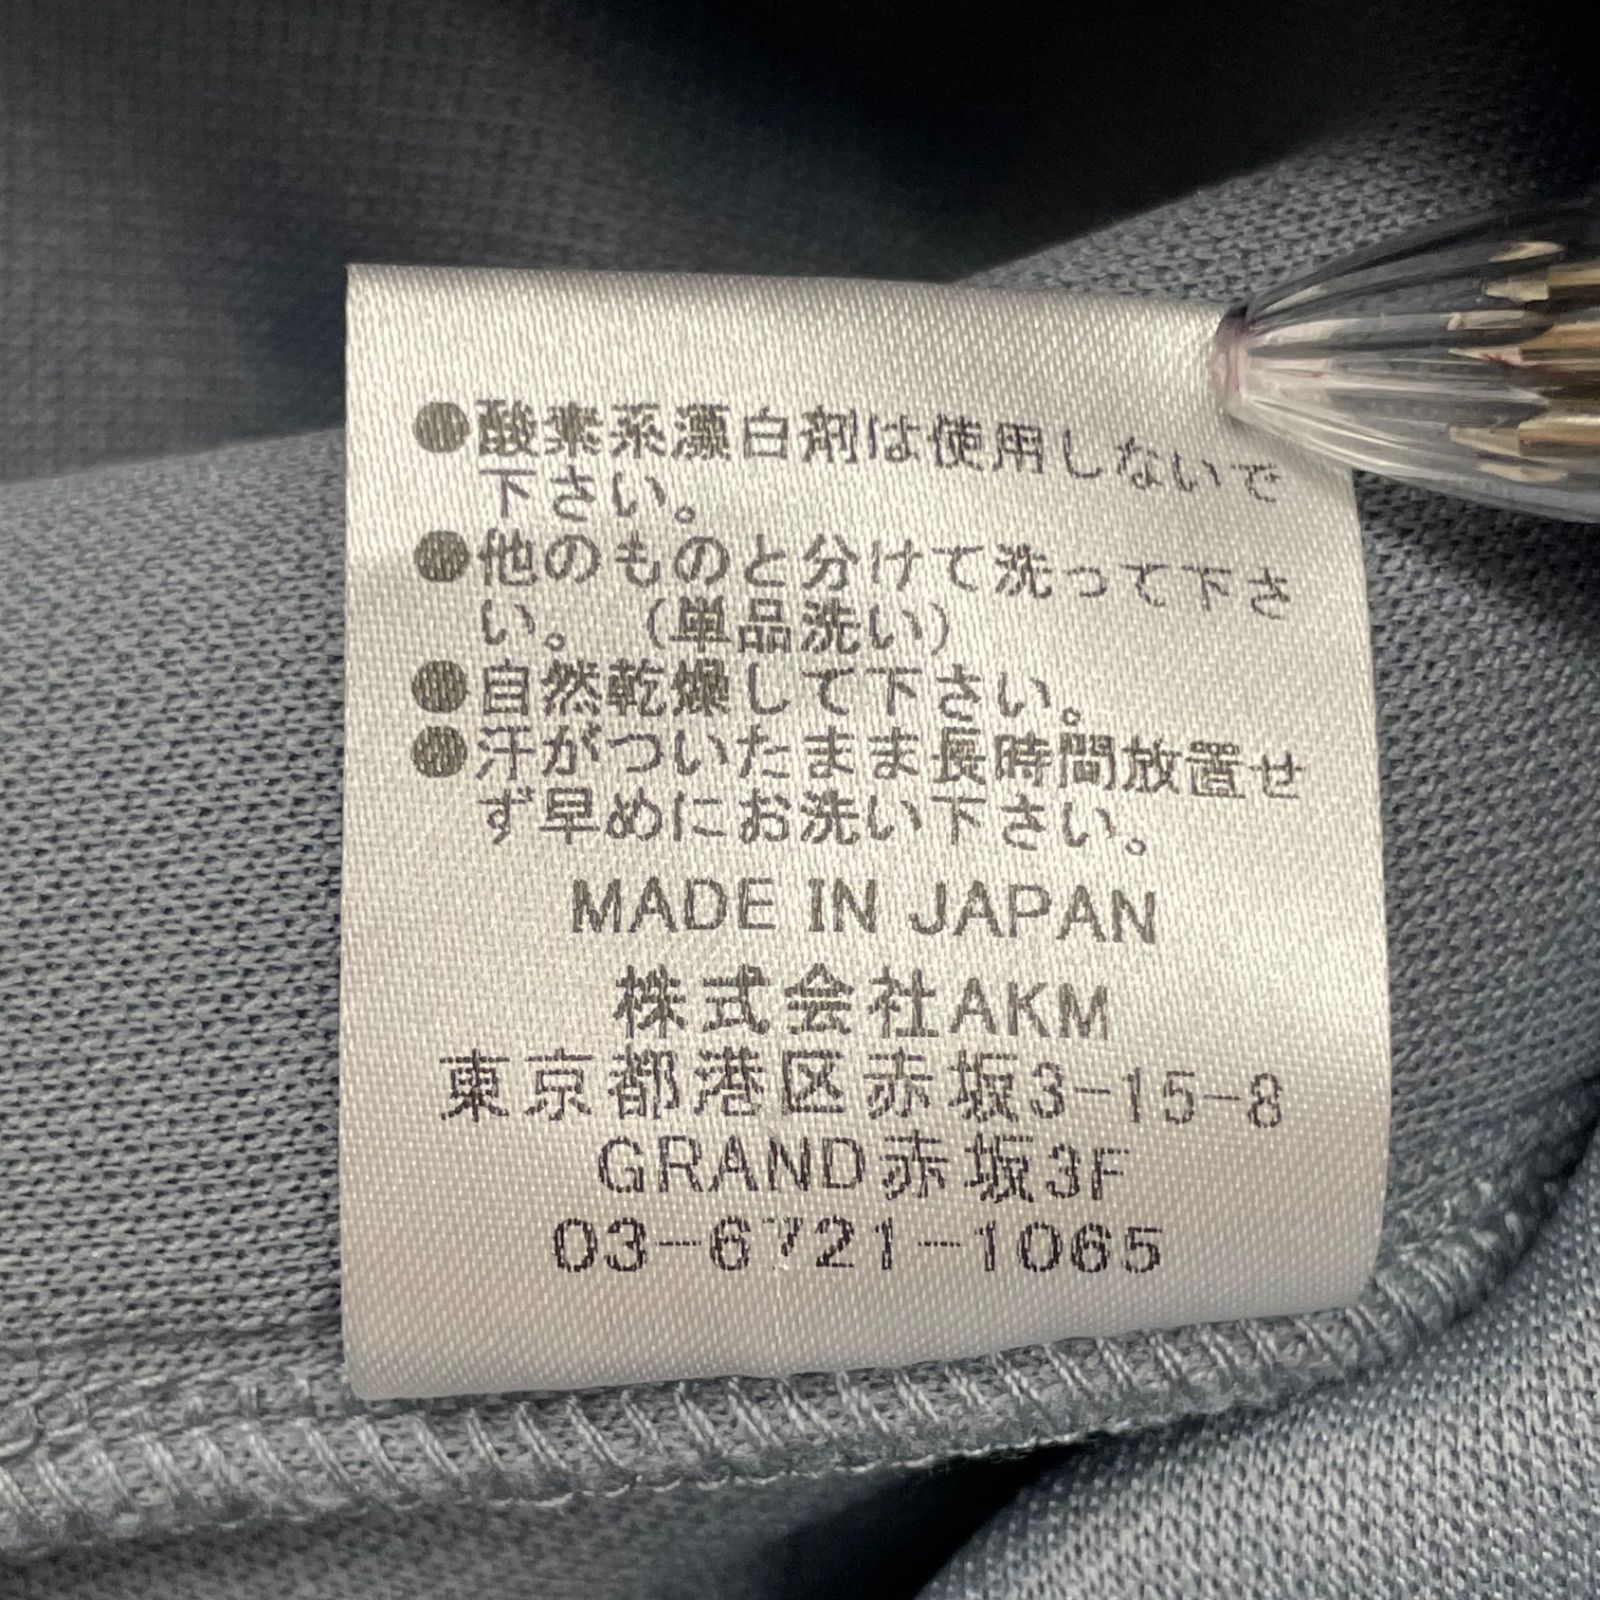 ●酸素系漂白剤は使用しないで
下さい。
●他のものと分けて洗って下さ
い。（単品洗い）
●自然乾燥して下さい。
●汗がついたまま長時間放置せ
ず早めにお洗い下さい。
MADE IN JAPAN
株式会社AKM
東京都港区赤坂3-15-8
GRAND赤坂3F
03-6721-1065